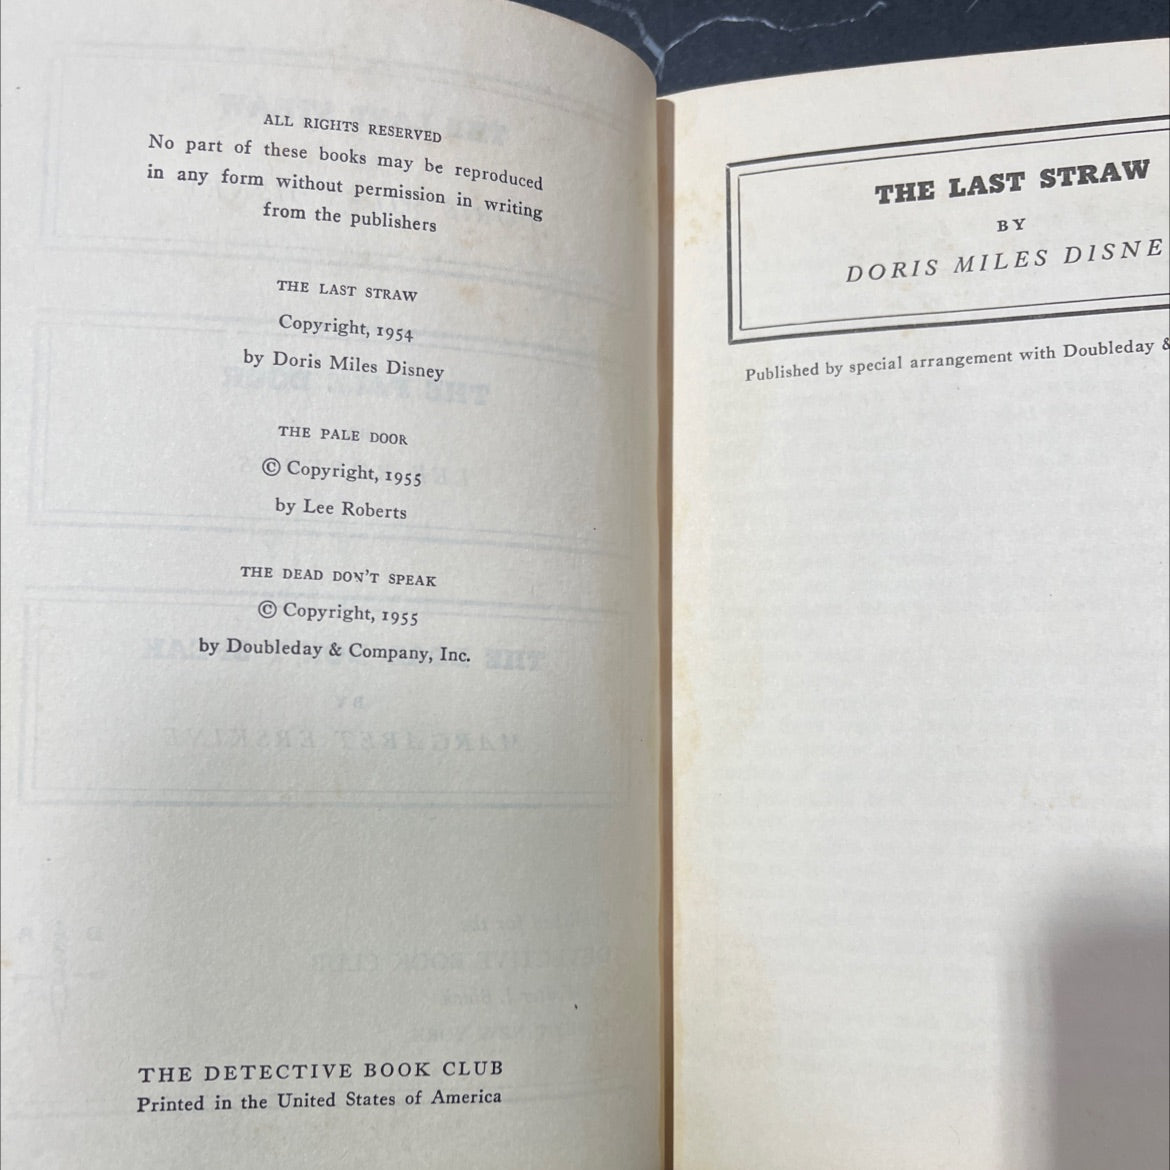 ALL RIGHTS RESERVED
No part of these books may be reproduced
in any form without permission in writing
from the publishers
THE LAST STRAW
Copyright, 1954
by Doris Miles Disney
THE PALE DOOR
© Copyright, 1955
by Lee Roberts
THE DEAD DON'T SPEAK
© Copyright, 1955
by Doubleday & Company, Inc.
THE DETECTIVE BOOK CLUB
Printed in the United States of America
THE LAST STRAW
BY
DORIS MILES DISNE
Published by special arrangement with Doubleday &